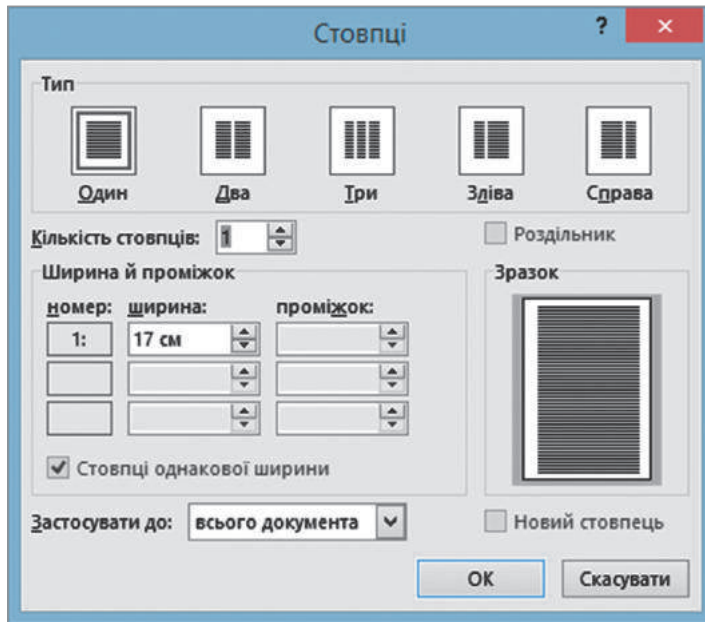 Стовпці
?
Тип
Один Два Три Зліва Справа
Кількість стовпців: 1 Роздільник
Ширина й проміжок Зразок
номер: ширина: проміжок:
1: 17 см
Стовпці однакової ширини
Застосувати до: всього документа Новий стовпець
ОК Скасувати